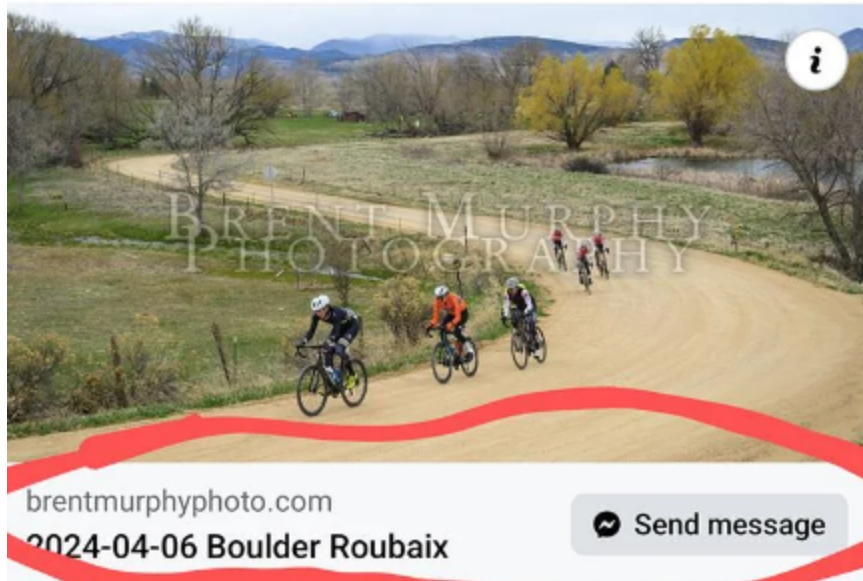 i
BRENT MURPHY
PHOTOGRAPHY
brentmurphyphoto.com
Send message
2024-04-06 Boulder Roubaix